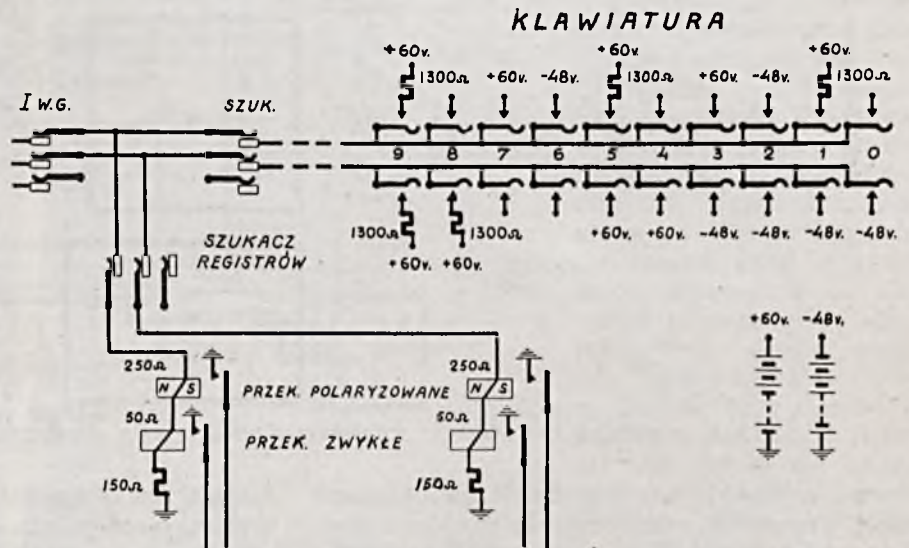 KLAWIATURA
+60v. +60v. +60v.
1300Ω +60v. -48v. 1300Ω +60v. -48v. 1300Ω
I W.G. SZUK.
9 8 7 6 5 4 3 2 1 0
1300Ω 1300Ω +60v. +60v. -48v. -48v. -48v. -48v.
+60v. +60v.
SZUKACZ
REGISTRÓW
+60v. -48v.
250Ω 250Ω
N S PRZEK. POLARYZOWANE N S
50Ω 50Ω
PRZEK. ZWYKŁE
150Ω 150Ω